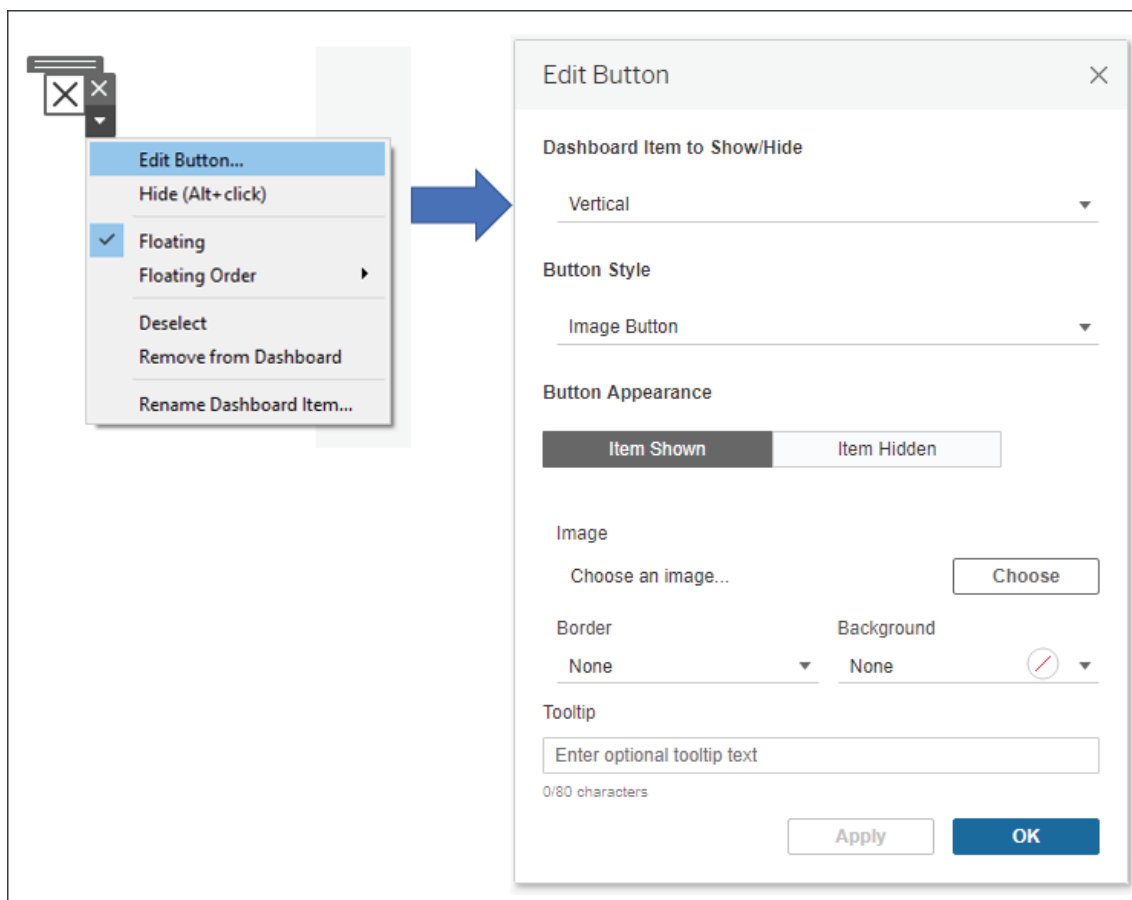 Edit Button...
Hide (Alt+click)
Floating
Floating Order
Deselect
Remove from Dashboard
Rename Dashboard Item...
Edit Button
Dashboard Item to Show/Hide
Vertical
Button Style
Image Button
Button Appearance
Item Shown Item Hidden
Image
Choose an image... Choose
Border Background
None None
Tooltip
Enter optional tooltip text
0/80 characters
Apply OK